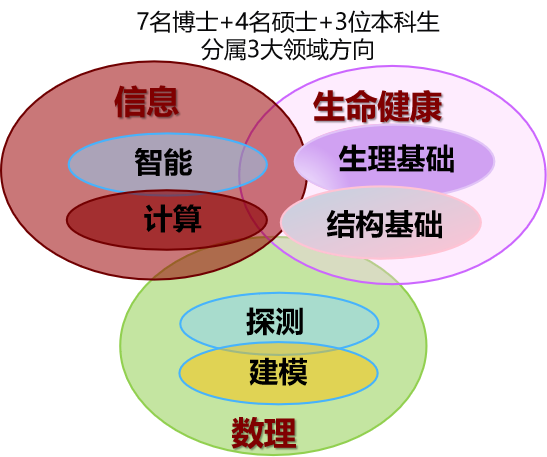 7名博士+4名硕士+3位本科生
分属3大领域方向
信息
生命健康
智能
生理基础
计算
结构基础
探测
建模
数理